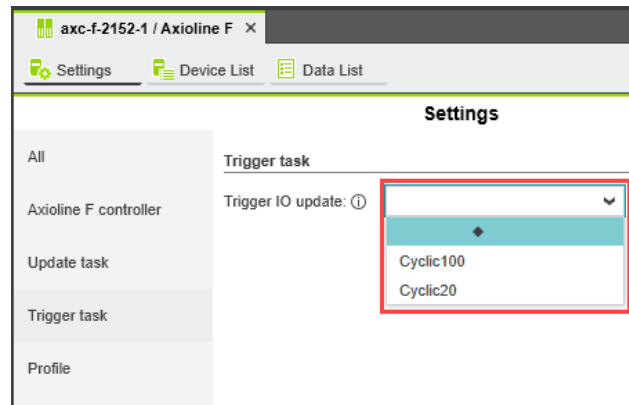 axc-f-2152-1 / Axioline F ×
Settings Device List Data List
Settings
All
Axioline F controller
Update task
Trigger task
Profile
Trigger task
Trigger IO update:
Cyclic100
Cyclic20